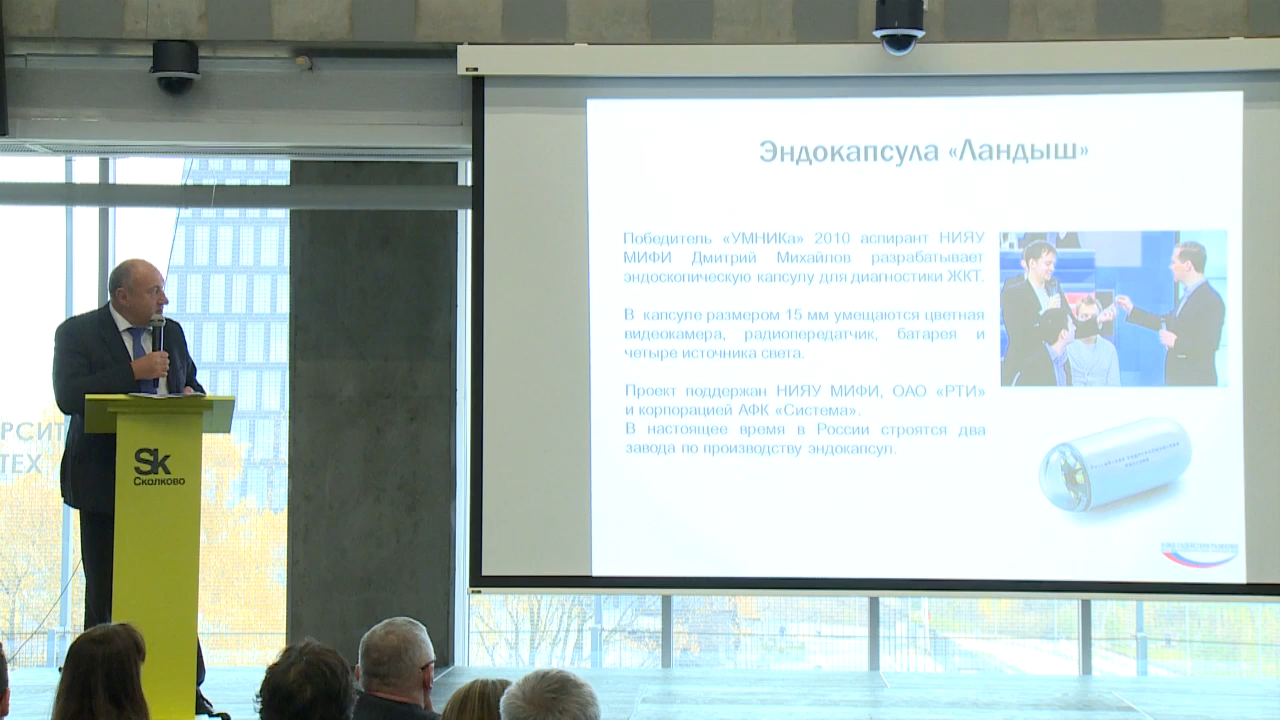 Эндокапсула «Ландыш»
Победитель «УМНИКа» 2010 аспирант НИЯУ
МИФИ Дмитрий Михайлов разрабатывает
эндоскопическую капсулу для диагностики ЖКТ.
В капсуле размером 15 мм умещаются цветная
видеокамера, радиопередатчик, батарея и
четыре источника света.
Проект поддержан НИЯУ МИФИ, ОАО «РТИ»
и корпорацией АФК «Система».
В настоящее время в России строятся два
завода по производству эндокапсул.
Sk
Сколково
РСИТ
ТЕХ